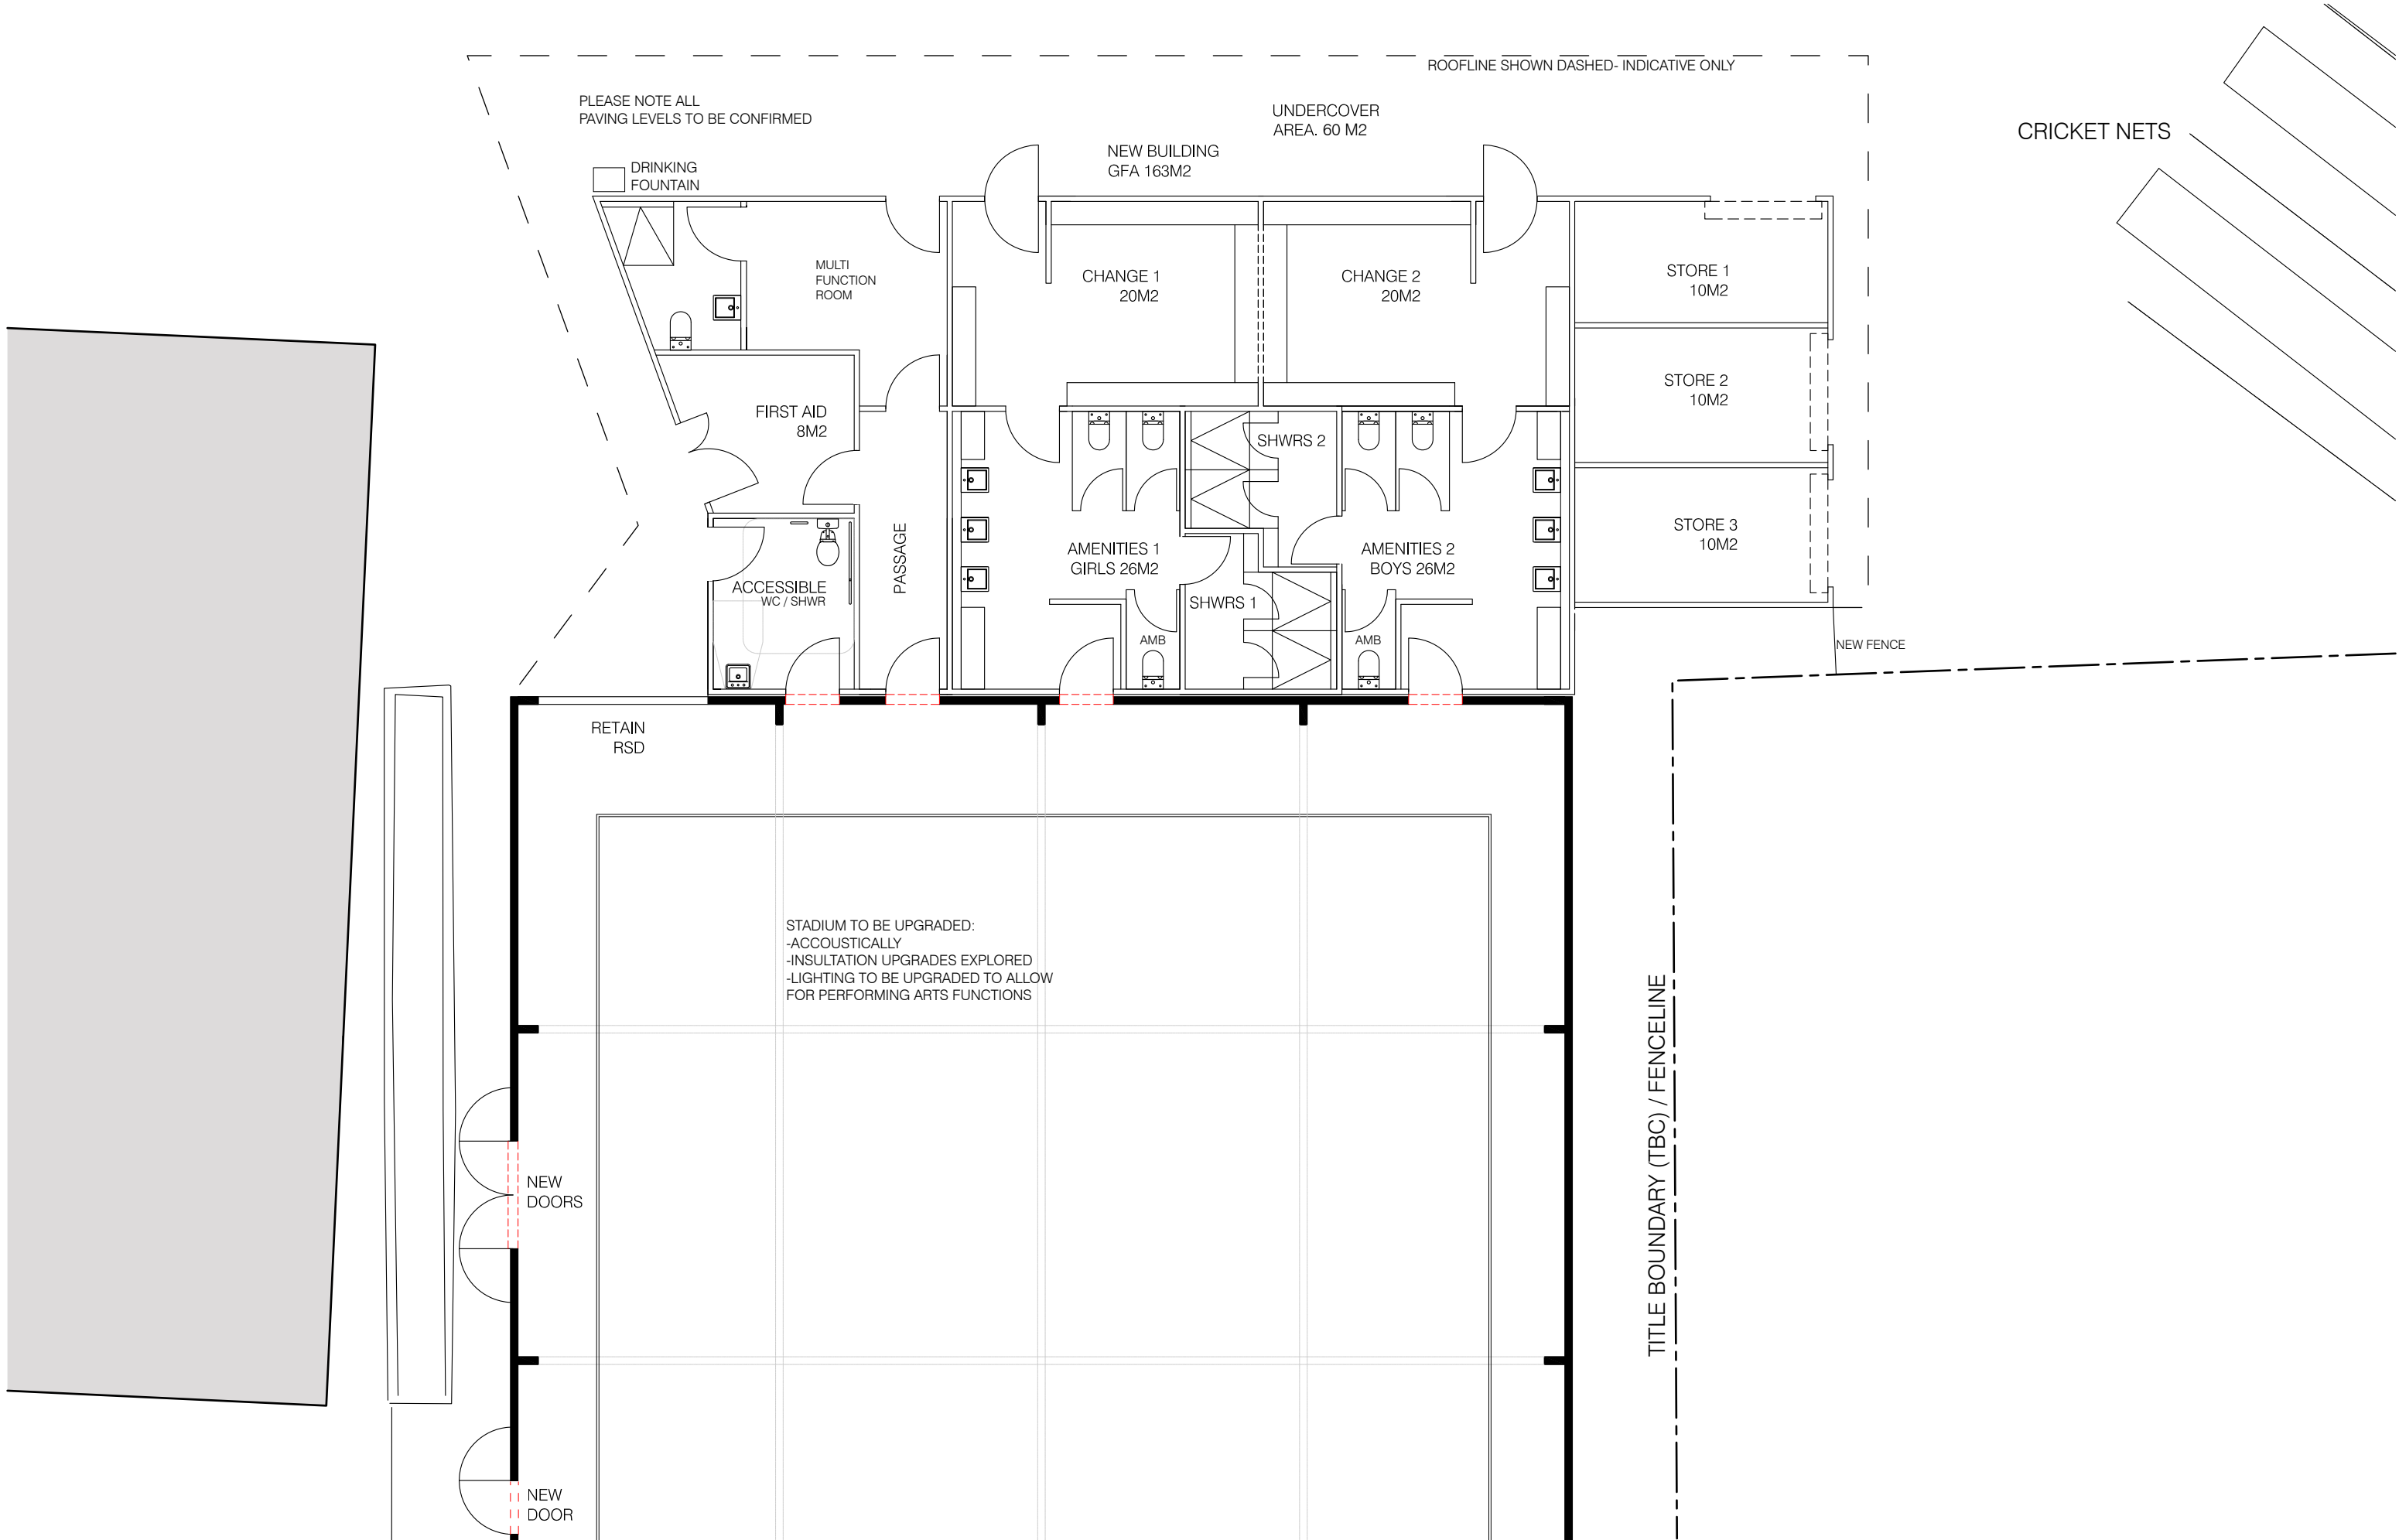 ROOFLINE SHOWN DASHED- INDICATIVE ONLY
PLEASE NOTE ALL
PAVING LEVELS TO BE CONFIRMED
UNDERCOVER
AREA. 60 M2
CRICKET NETS
NEW BUILDING
GFA 163M2
DRINKING
FOUNTAIN
MULTI
FUNCTION
ROOM
CHANGE 1
20M2
CHANGE 2
20M2
STORE 1
10M2
STORE 2
10M2
FIRST AID
8M2
SHWRS 2
STORE 3
10M2
PASSAGE
AMENITIES 1
GIRLS 26M2
AMENITIES 2
BOYS 26M2
ACCESSIBLE
WC / SHWR
SHWRS 1
AMB
AMB
NEW FENCE
RETAIN
RSD
STADIUM TO BE UPGRADED:
-ACCOUSTICALLY
-INSULTATION UPGRADES EXPLORED
-LIGHTING TO BE UPGRADED TO ALLOW
FOR PERFORMING ARTS FUNCTIONS
TITLE BOUNDARY (TBC) / FENCELINE
NEW
DOORS
NEW
DOOR